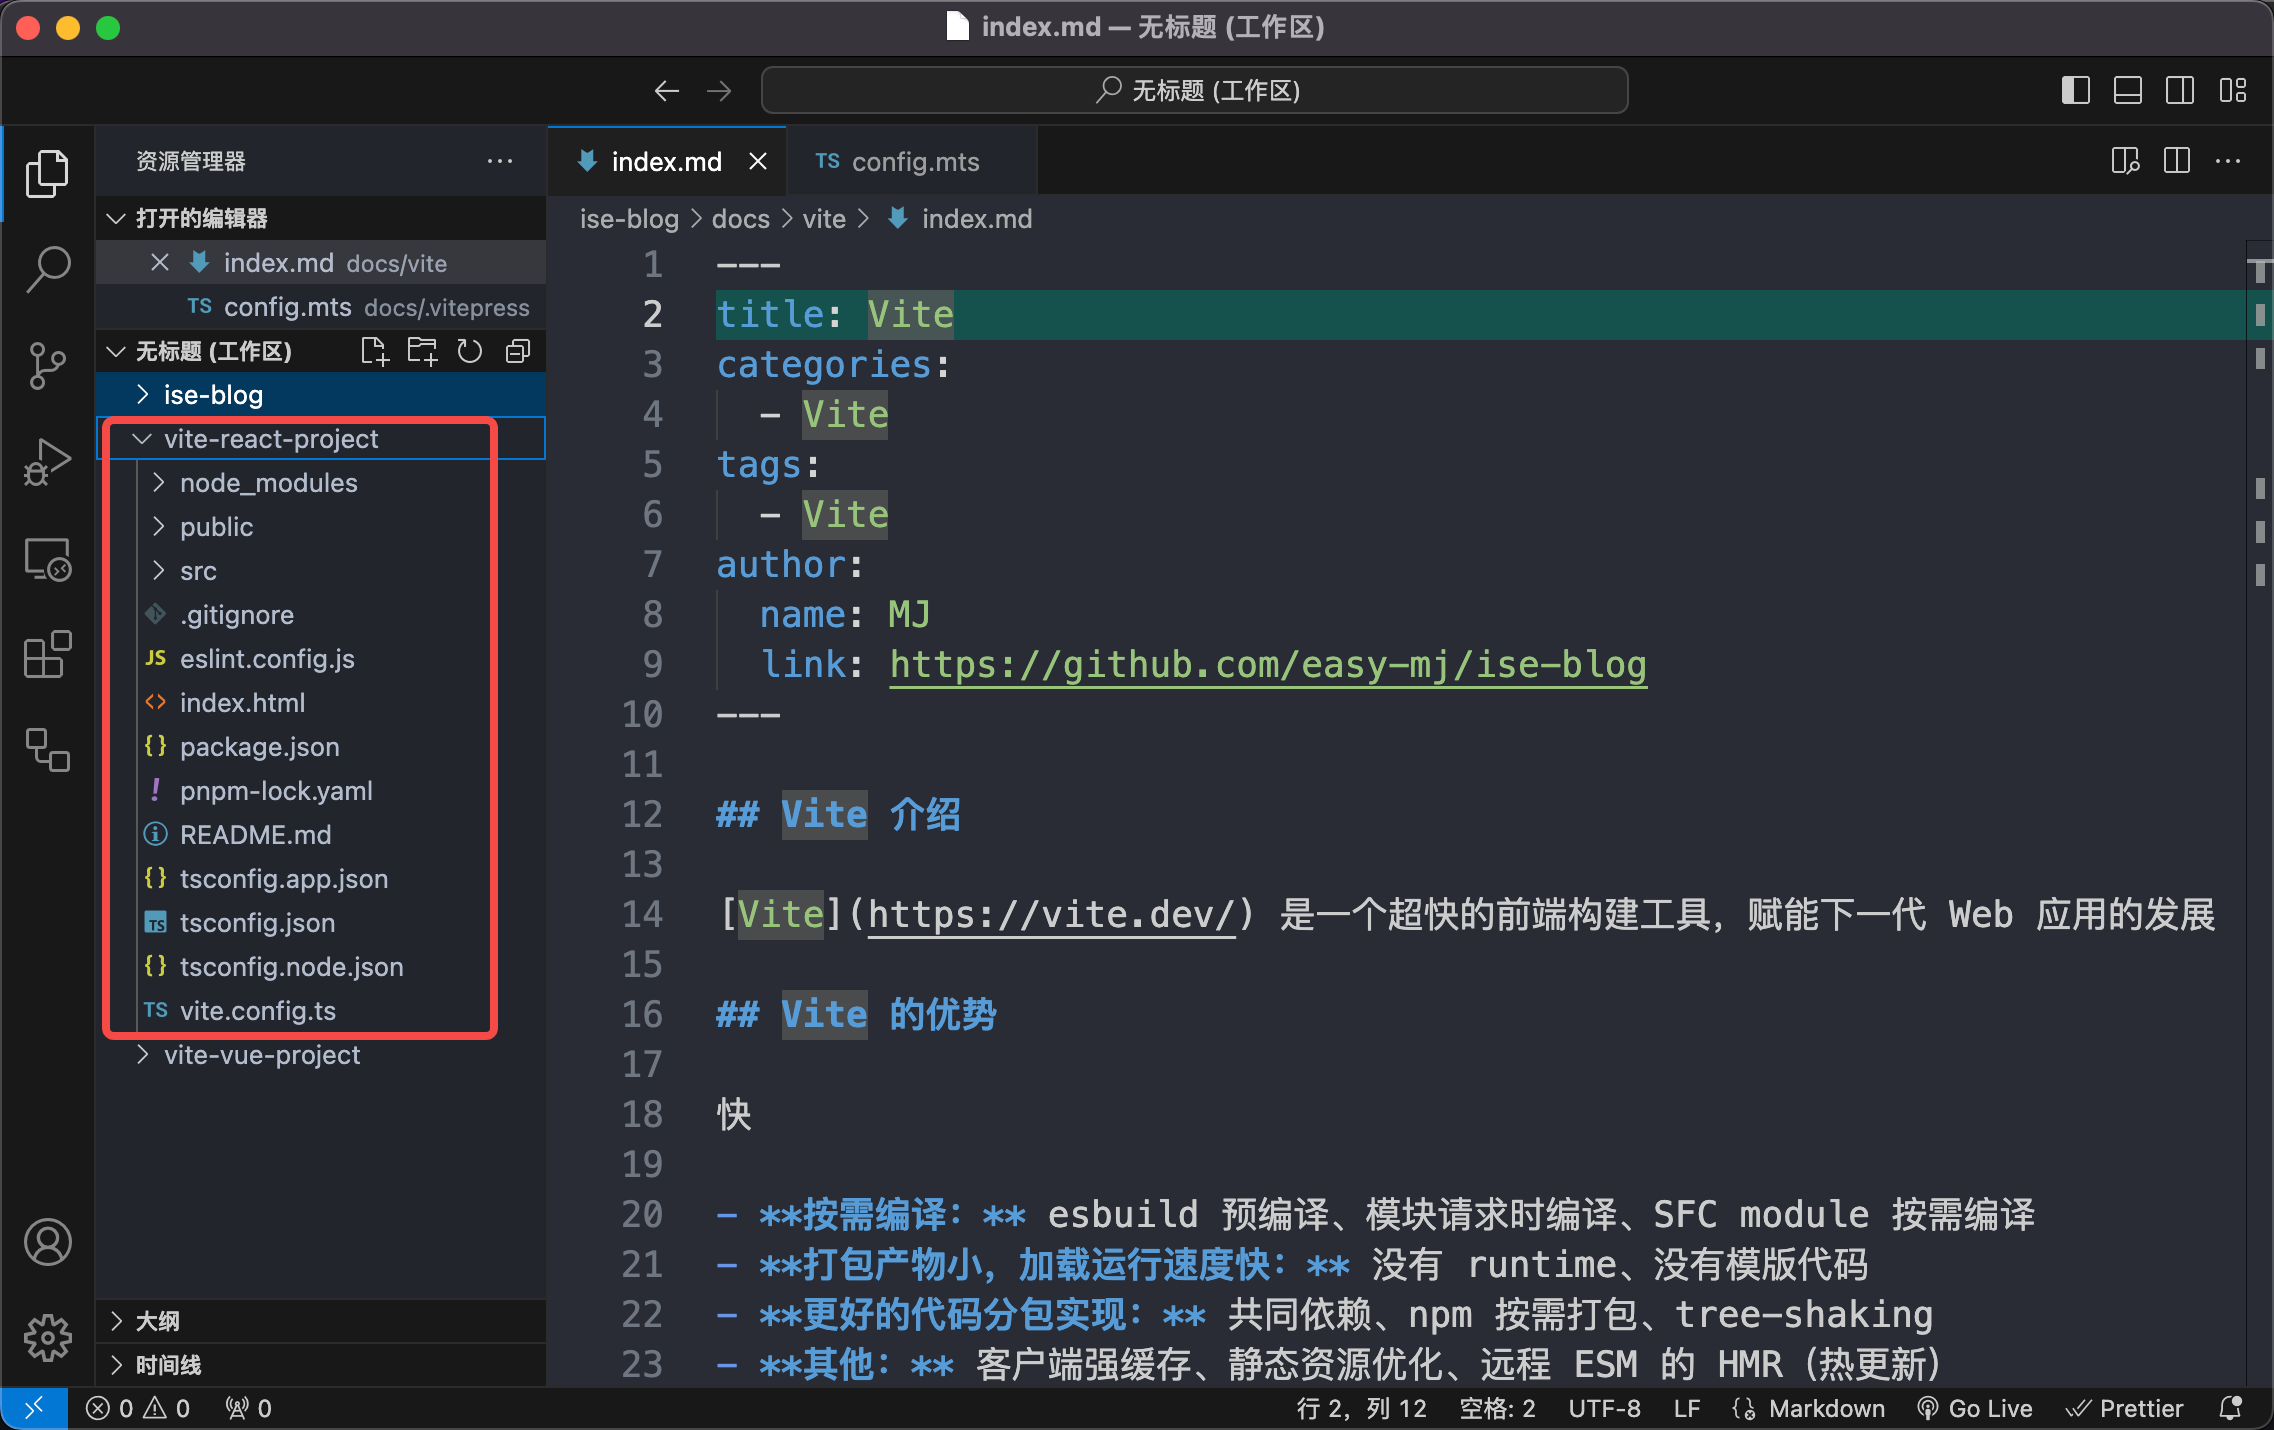 index.md — 无标题 (工作区)
无标题 (工作区)
资源管理器
打开的编辑器
index.md docs/vite
TS config.mts docs/.vitepress
无标题 (工作区)
ise-blog
vite-react-project
node_modules
public
src
.gitignore
JS eslint.config.js
<> index.html
{} package.json
! pnpm-lock.yaml
README.md
{} tsconfig.app.json
TS tsconfig.json
{} tsconfig.node.json
TS vite.config.ts
vite-vue-project
大纲
时间线
index.md
TS config.mts
ise-blog > docs > vite > index.md
1 ---
2 title: Vite
3 categories:
4 - Vite
5 tags:
6 - Vite
7 author:
8 name: MJ
9 link: https://github.com/easy-mj/ise-blog
10 ---
11
12 ## Vite 介绍
13
14 [Vite](https://vite.dev/) 是一个超快的前端构建工具，赋能下一代 Web 应用的发展
15
16 ## Vite 的优势
17
18 快
19
20 - **按需编译：** esbuild 预编译、模块请求时编译、SFC module 按需编译
21 - **打包产物小，加载运行速度快：** 没有 runtime、没有模版代码
22 - **更好的代码分包实现：** 共同依赖、npm 按需打包、tree-shaking
23 - **其他：** 客户端强缓存、静态资源优化、远程 ESM 的 HMR（热更新）
0 0 0
行 2，列 12 空格: 2 UTF-8 LF Markdown Go Live Prettier